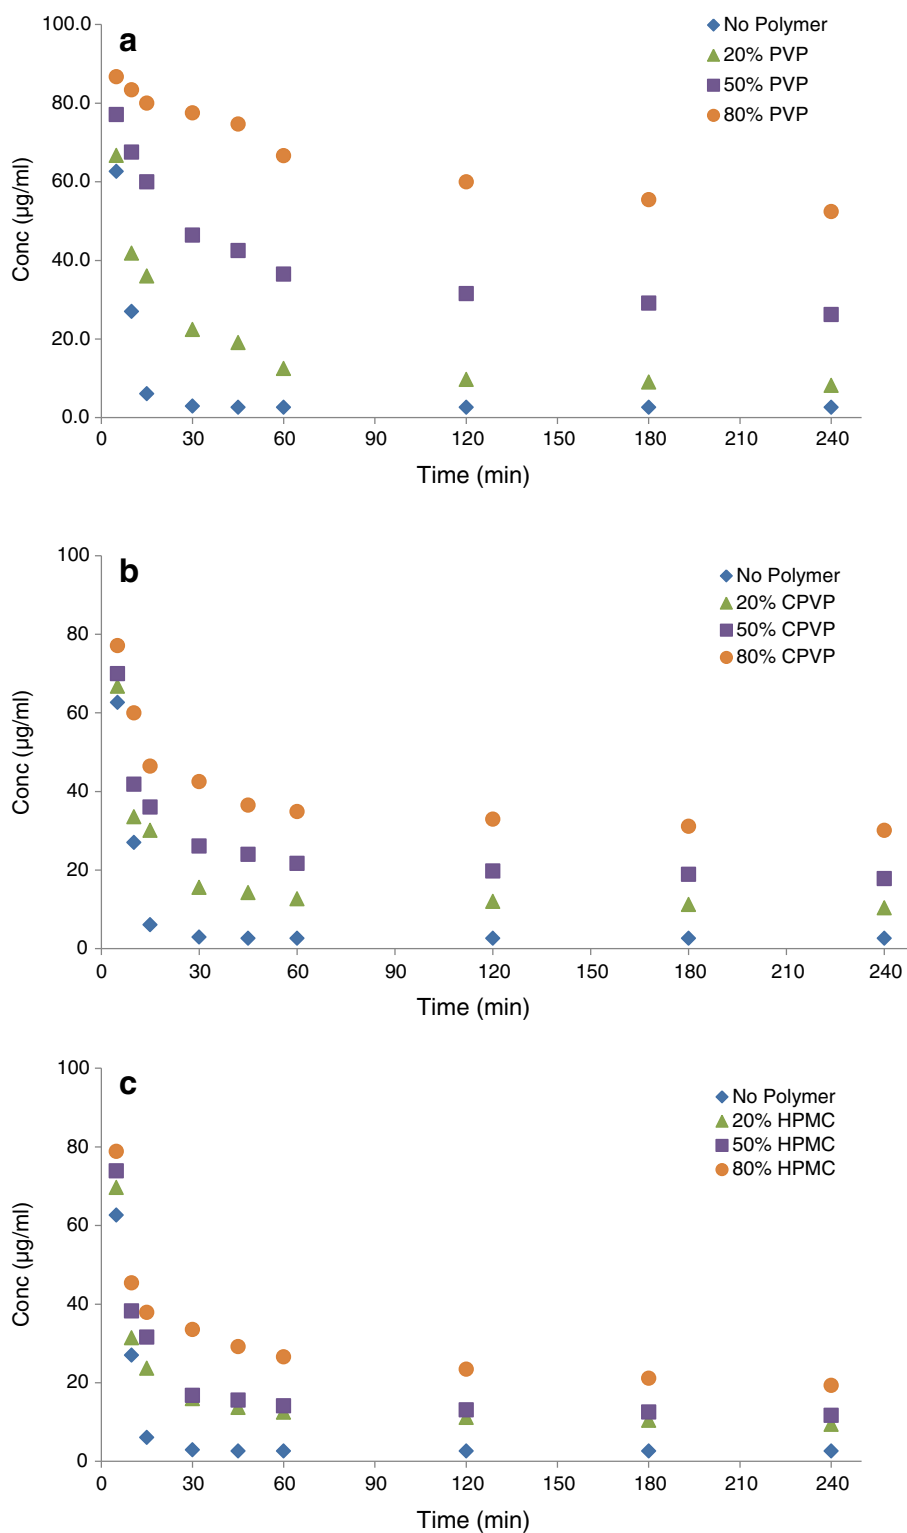 a
100.0
80.0
60.0
40.0
20.0
0.0
Conc (µg/ml)
0 30 60 90 120 150 180 210 240
Time (min)
No Polymer
20% PVP
50% PVP
80% PVP
b
100
80
60
40
20
0
Conc (µg/ml)
0 30 60 90 120 150 180 210 240
Time (min)
No Polymer
20% CPVP
50% CPVP
80% CPVP
c
100
80
60
40
20
0
Conc (µg/ml)
0 30 60 90 120 150 180 210 240
Time (min)
No Polymer
20% HPMC
50% HPMC
80% HPMC